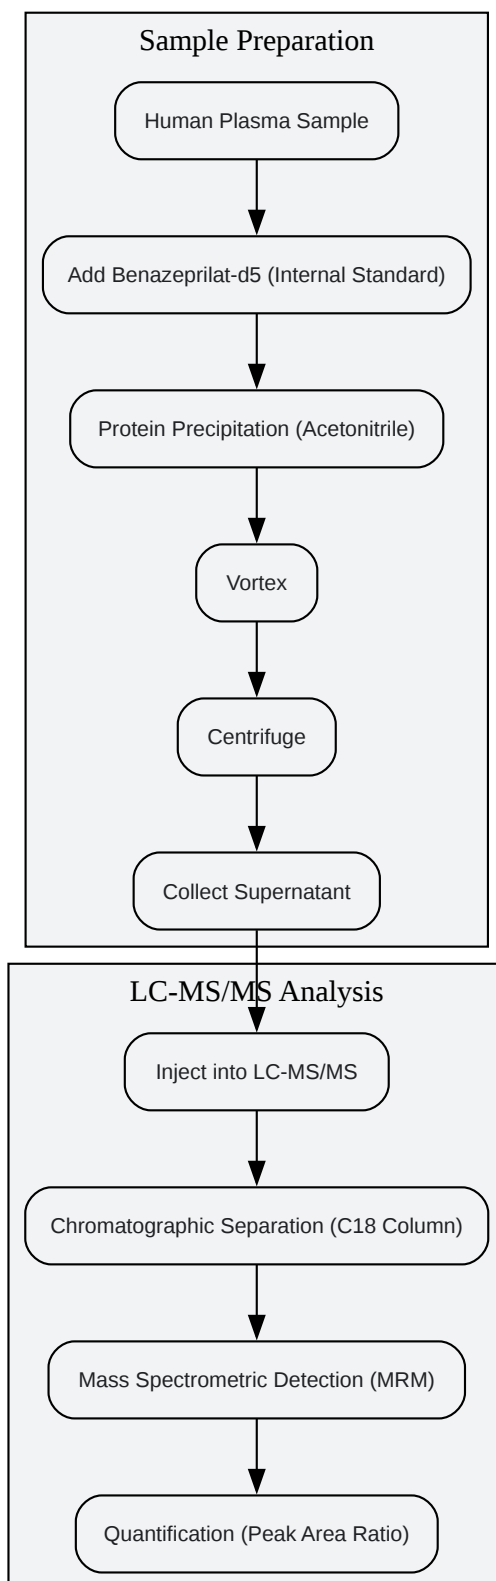 Sample Preparation
Human Plasma Sample
Add Benazeprilat-d5 (Internal Standard)
Protein Precipitation (Acetonitrile)
Vortex
Centrifuge
Collect Supernatant
LC-MS/MS Analysis
Inject into LC-MS/MS
Chromatographic Separation (C18 Column)
Mass Spectrometric Detection (MRM)
Quantification (Peak Area Ratio)